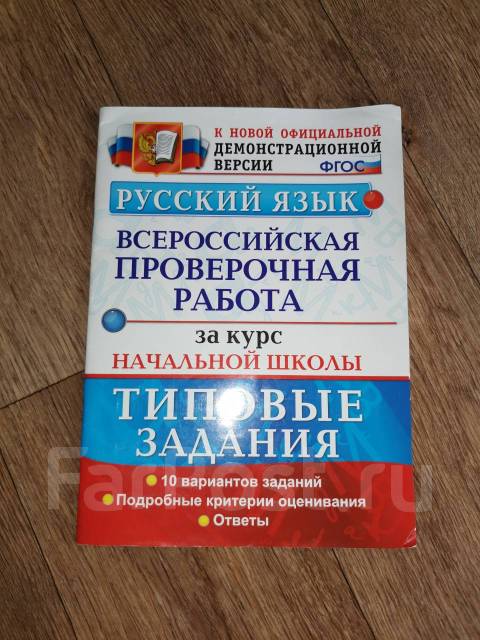 К НОВОЙ ОФИЦИАЛЬНОЙ
ДЕМОНСТРАЦИОННОЙ
ВЕРСИИ
ФГОС
РУССКИЙ ЯЗЫК
ВСЕРОССИЙСКАЯ
ПРОВЕРОЧНАЯ
РАБОТА
за курс
НАЧАЛЬНОЙ ШКОЛЫ
ТИПОВЫЕ
ЗАДАНИЯ
10 вариантов заданий
Подробные критерии оценивания
Ответы
FarPost.ru